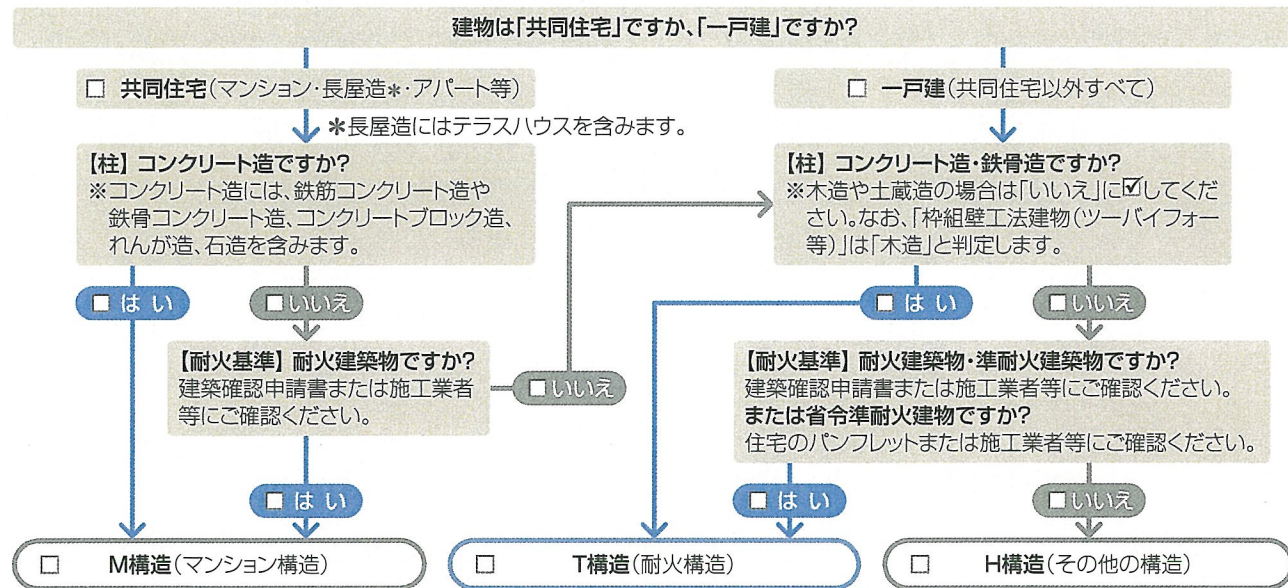 建物は「共同住宅」ですか、「一戸建」ですか?
□ 共同住宅(マンション・長屋造*・アパート等)
*長屋造にはテラスハウスを含みます。
【柱】コンクリート造ですか?
※コンクリート造には、鉄筋コンクリート造や
鉄骨コンクリート造、コンクリートブロック造、
れんが造、石造を含みます。
□ はい
□ いいえ
【耐火基準】耐火建築物ですか?
建築確認申請書または施工業者
等にご確認ください。
□ いいえ
□ はい
□ 一戸建(共同住宅以外すべて)
【柱】コンクリート造・鉄骨造ですか?
※木造や土蔵造の場合は「いいえ」に☑してくだ
さい。なお、「枠組壁工法建物(ツーバイフォー
等)」は「木造」と判定します。
□ はい
□ いいえ
【耐火基準】耐火建築物・準耐火建築物ですか?
建築確認申請書または施工業者等にご確認ください。
または省令準耐火建物ですか?
住宅のパンフレットまたは施工業者等にご確認ください。
□ はい
□ いいえ
□ M構造(マンション構造)
□ T構造(耐火構造)
□ H構造(その他の構造)